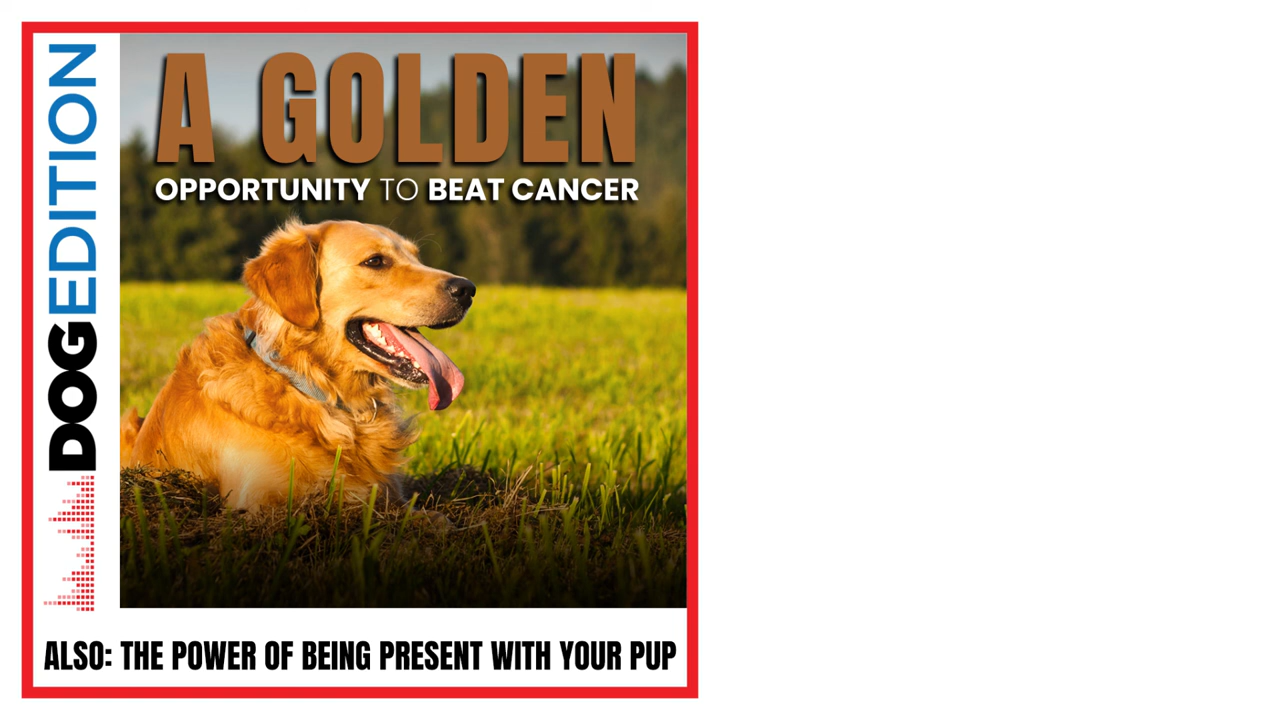 DOGEDITION
A GOLDEN
OPPORTUNITY TO BEAT CANCER
ALSO: THE POWER OF BEING PRESENT WITH YOUR PUP